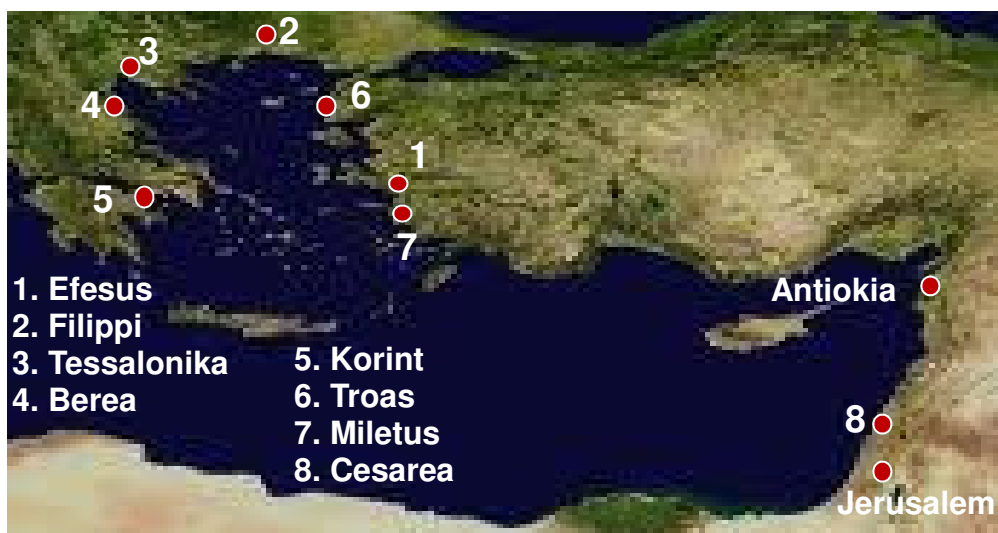 2
3
4
6
1
5
7
Antiokia
1. Efesus
2. Filippi
3. Tessalonika
4. Berea
5. Korint
6. Troas
7. Miletus
8. Cesarea
8
Jerusalem